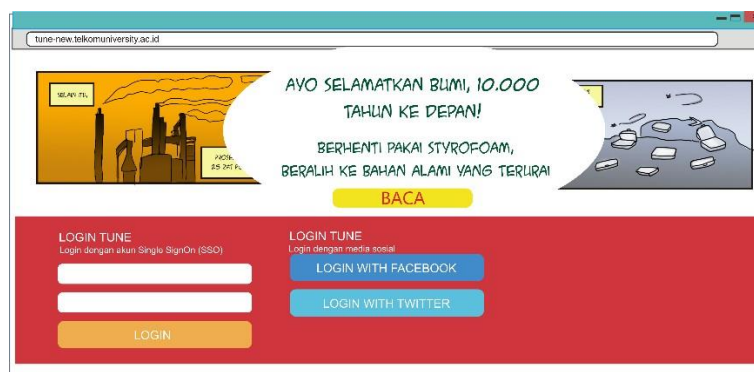 tune-new.telkomuniversity.ac.id
SELAIN ITU,
AYO SELAMATKAN BUMI, 10.000
TAHUN KE DEPAN!
BERHENTI PAKAI STYROFOAM,
BERALIH KE BAHAN ALAMI YANG TERURAI
BACA
LOGIN TUNE
Login dengan akun Single SignOn (SSO)
LOGIN
LOGIN TUNE
Login dengan media sosial
LOGIN WITH FACEBOOK
LOGIN WITH TWITTER